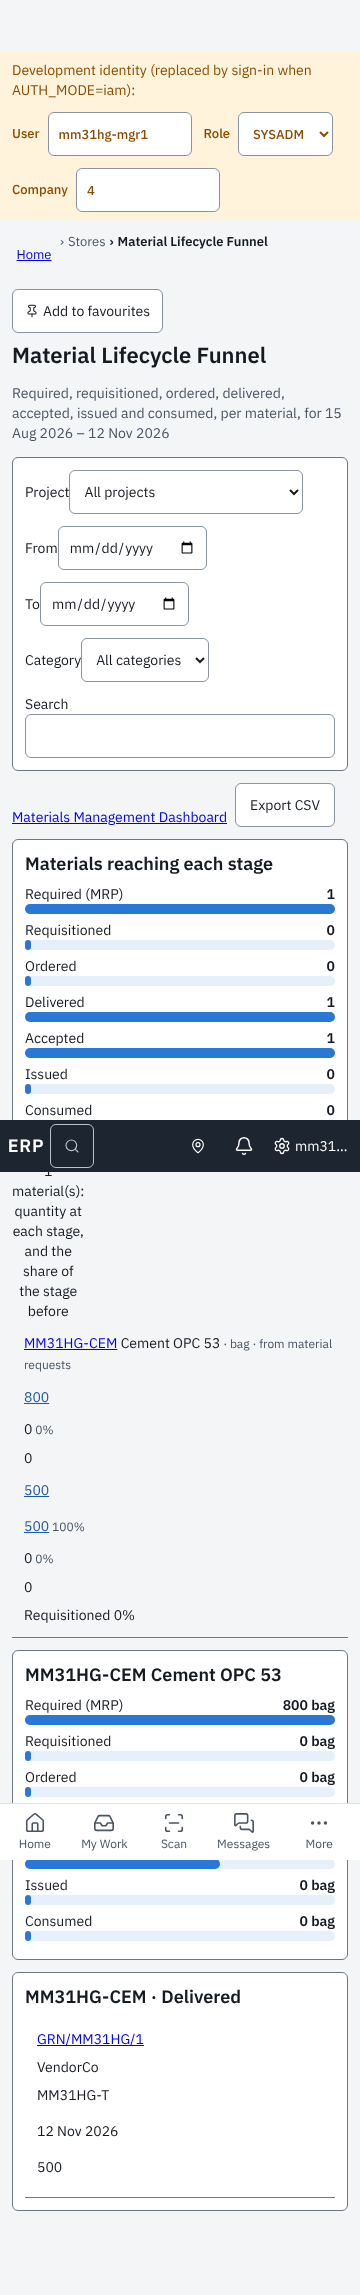 Development identity (replaced by sign-in when
AUTH_MODE=iam):
User mm31hg-mgr1 Role SYSADM
Company 4
Home › Stores › Material Lifecycle Funnel
Add to favourites
Material Lifecycle Funnel
Required, requisitioned, ordered, delivered,
accepted, issued and consumed, per material, for 15
Aug 2026 – 12 Nov 2026
Project All projects
From mm/dd/yyyy
To mm/dd/yyyy
Category All categories
Search
Materials Management Dashboard Export CSV
Materials reaching each stage
Required (MRP) 1
Requisitioned 0
Ordered 0
Delivered 1
Accepted 1
Issued 0
Consumed 0
ERP mm31...
material(s):
quantity at
each stage,
and the
share of
the stage
before
MM31HG-CEM Cement OPC 53 · bag · from material
requests
800
0 0%
0
500
500 100%
0 0%
0
Requisitioned 0%
MM31HG-CEM Cement OPC 53
Required (MRP) 800 bag
Requisitioned 0 bag
Ordered 0 bag
Home My Work Scan Messages More
Issued 0 bag
Consumed 0 bag
MM31HG-CEM · Delivered
GRN/MM31HG/1
VendorCo
MM31HG-T
12 Nov 2026
500